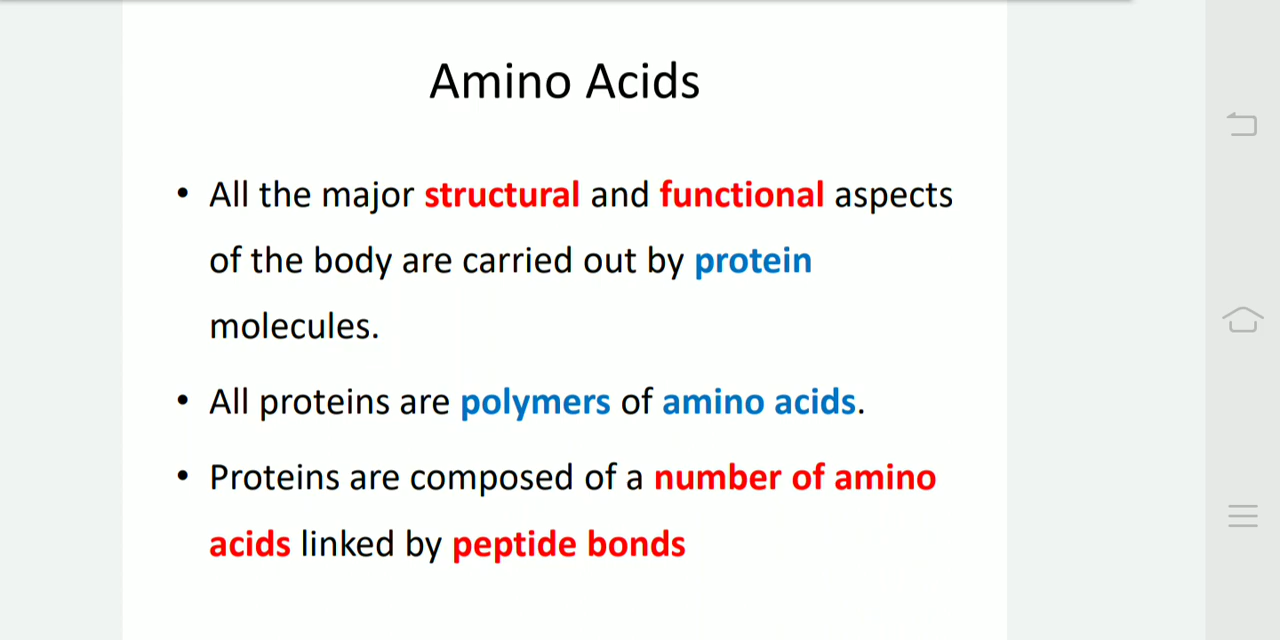 Amino Acids
• All the major structural and functional aspects
of the body are carried out by protein
molecules.
• All proteins are polymers of amino acids.
• Proteins are composed of a number of amino
acids linked by peptide bonds